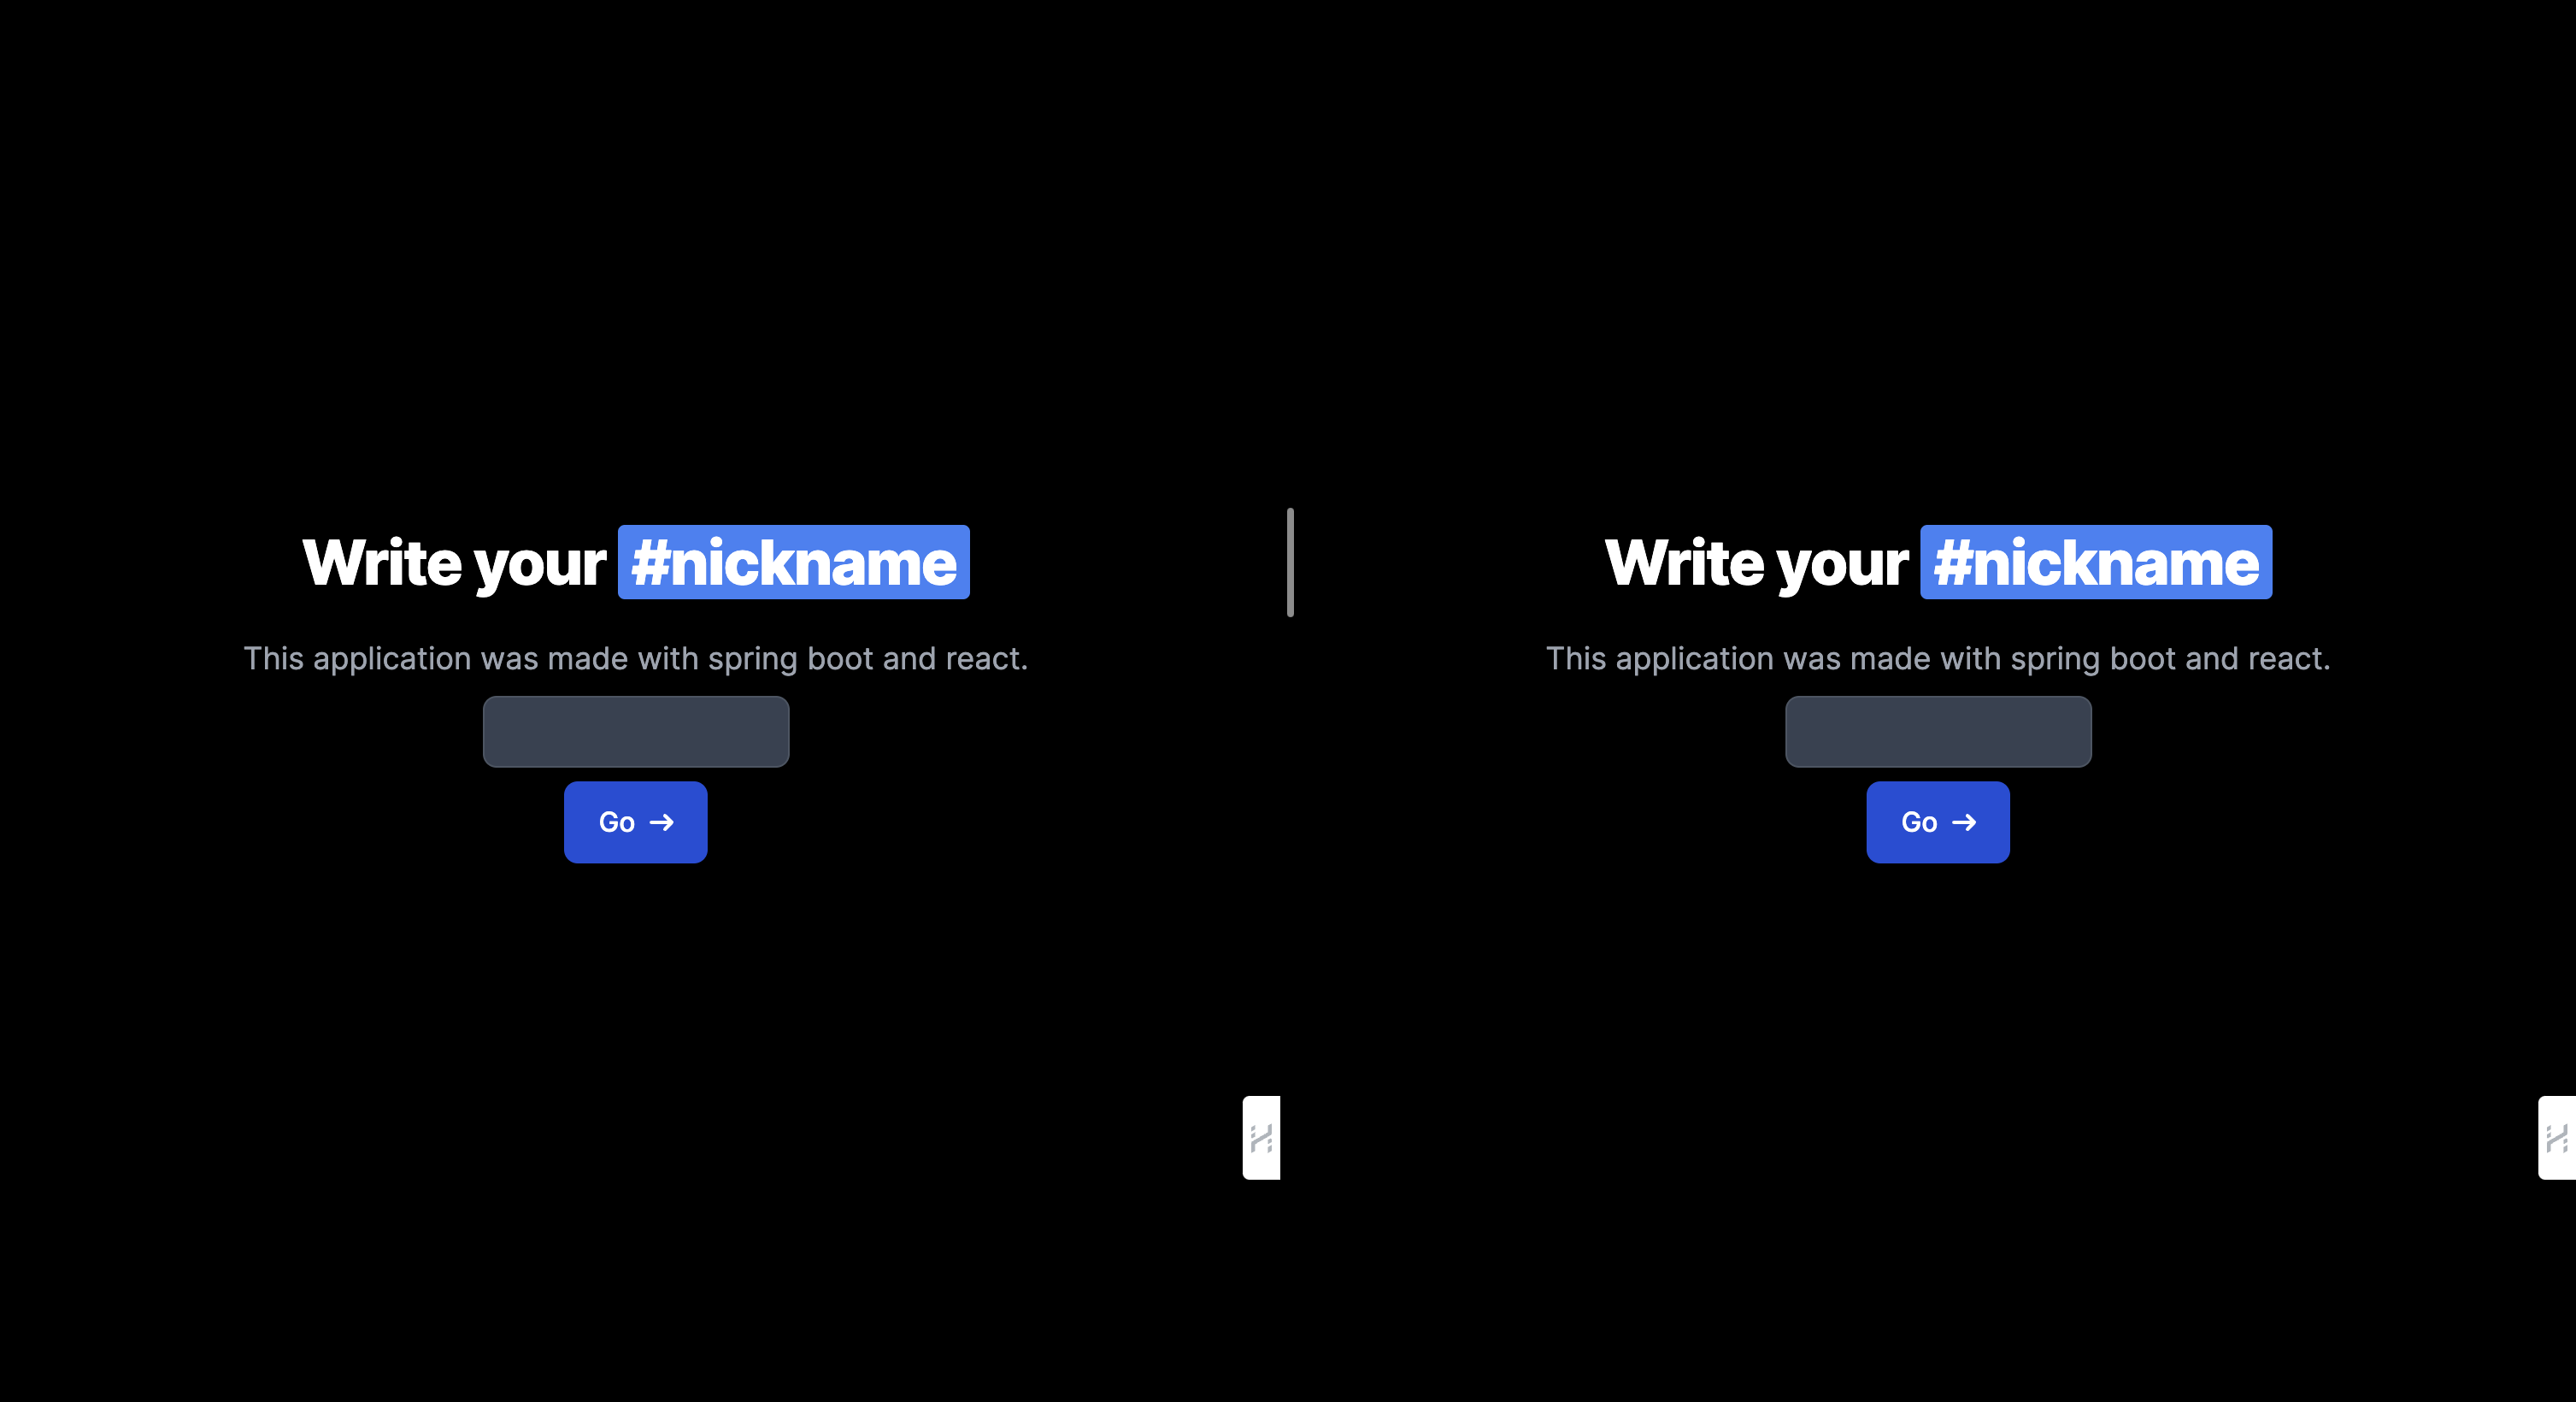 Write your #nickname
This application was made with spring boot and react.
Go →
Write your #nickname
This application was made with spring boot and react.
Go →